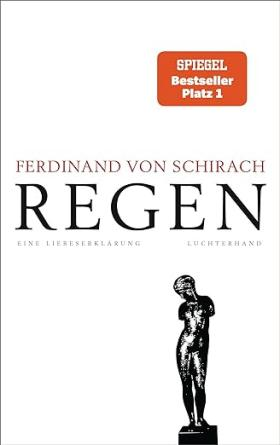 SPIEGEL
Bestseller
Platz 1
FERDINAND VON SCHIRACH
REGEN
EINE LIEBESERKLÄRUNG LUCHTERHAND